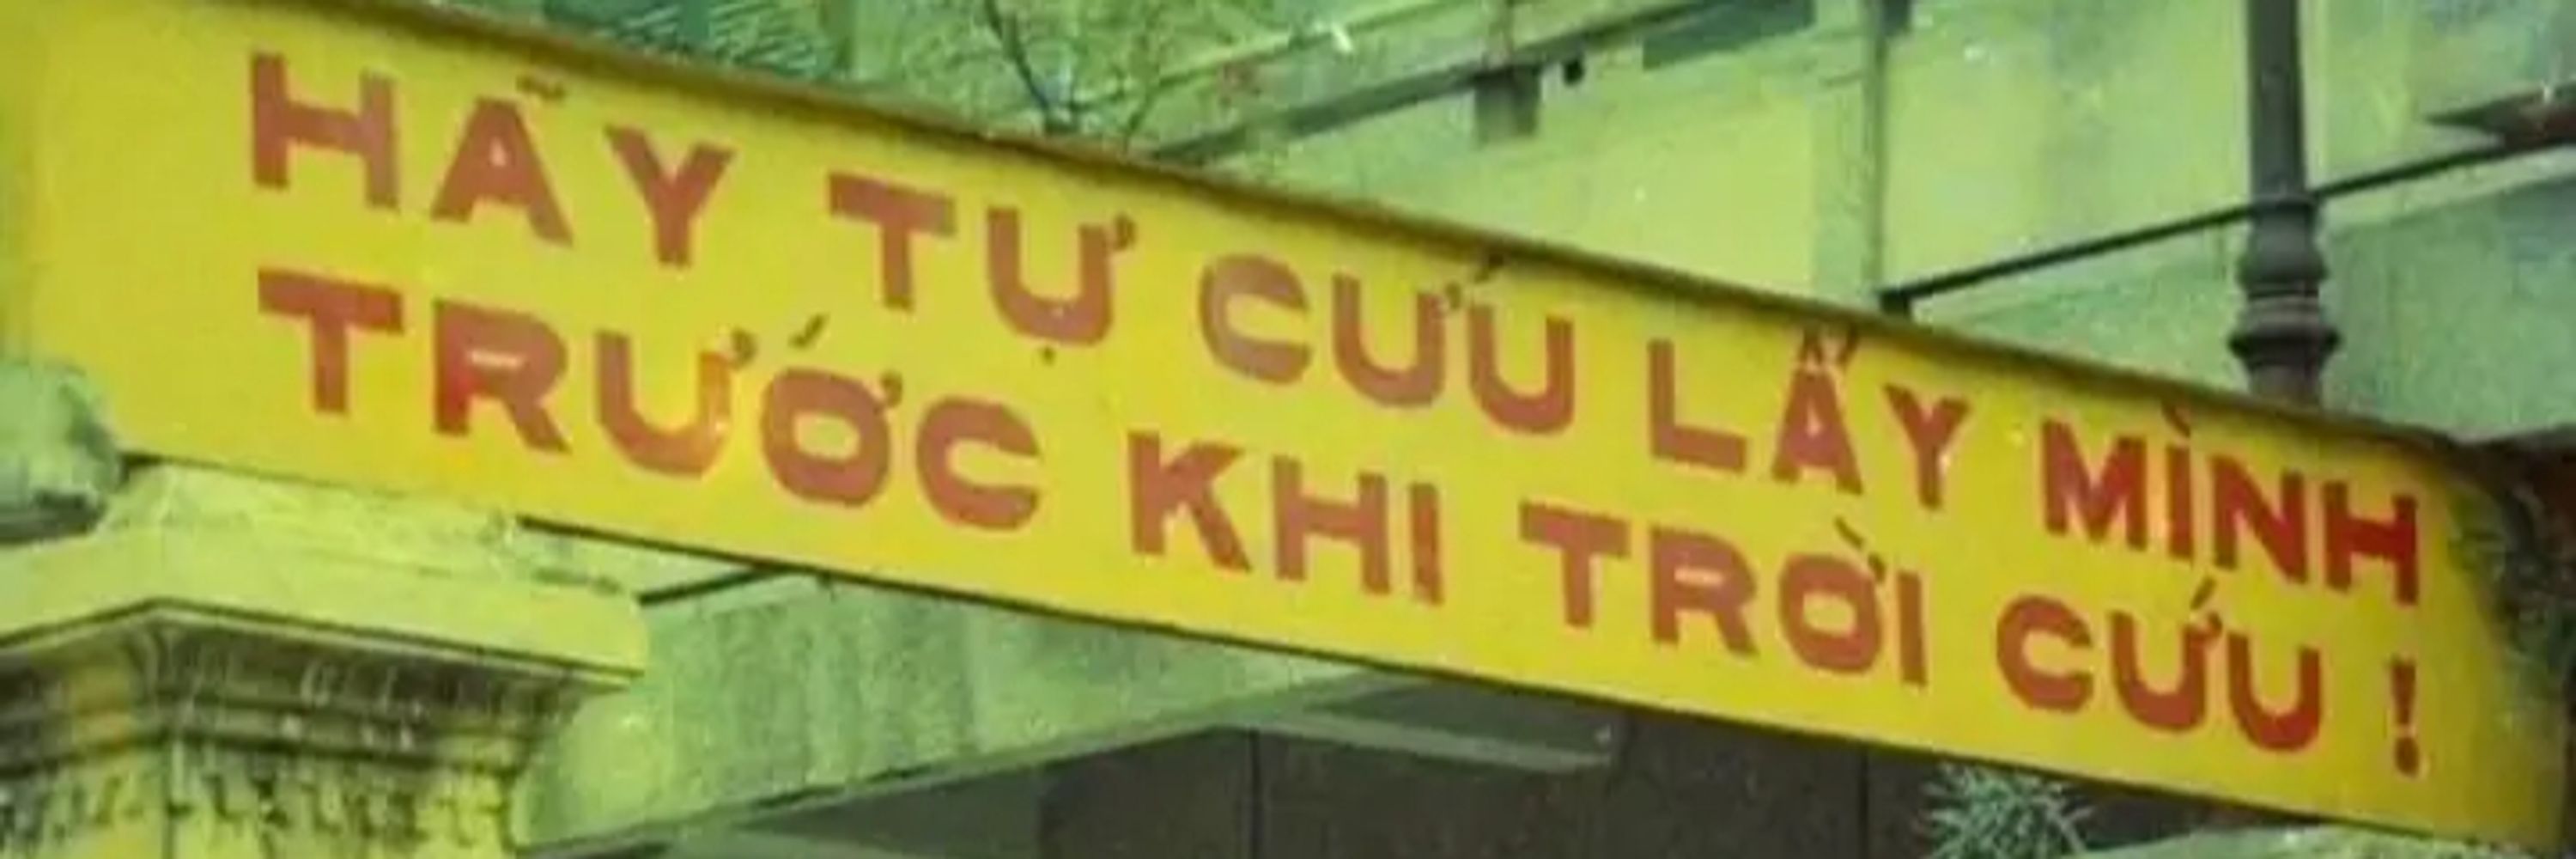 HÃY TỰ CỨU LẤY MÌNH
TRƯỚC KHI TRỜI CỨU !